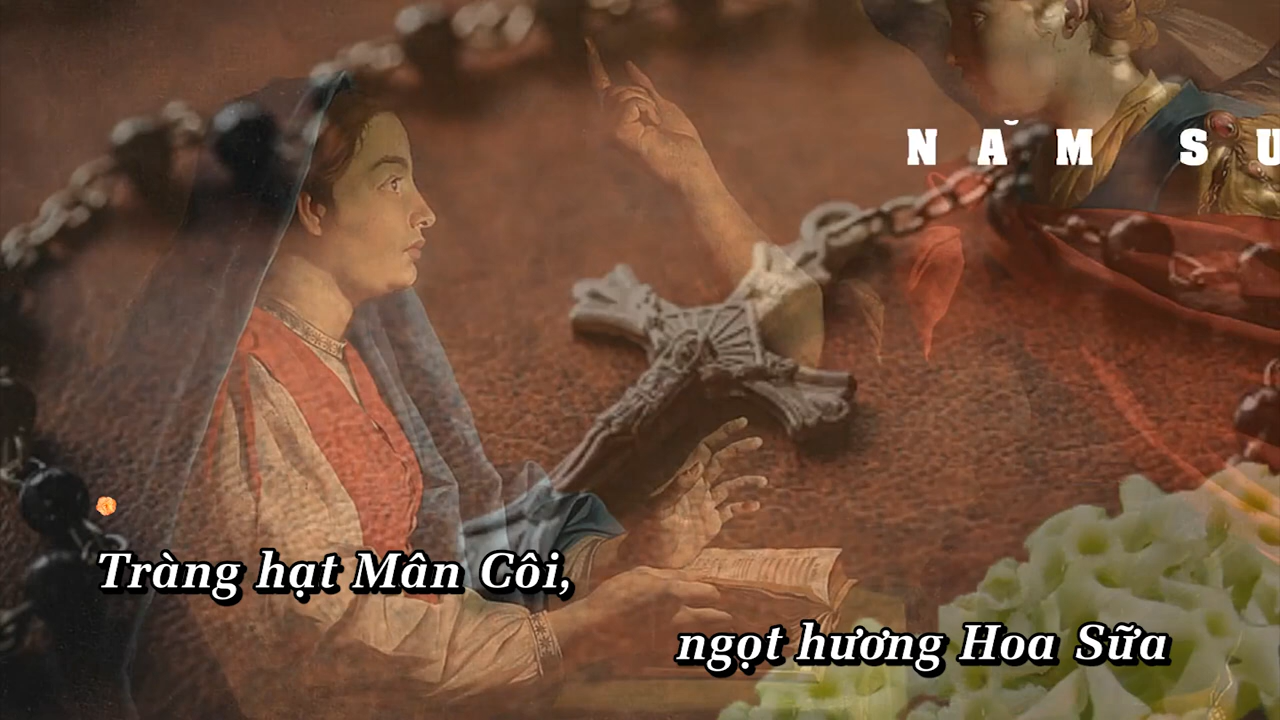 NĂM SU
Tràng hạt Mân Côi,
ngọt hương Hoa Sữa